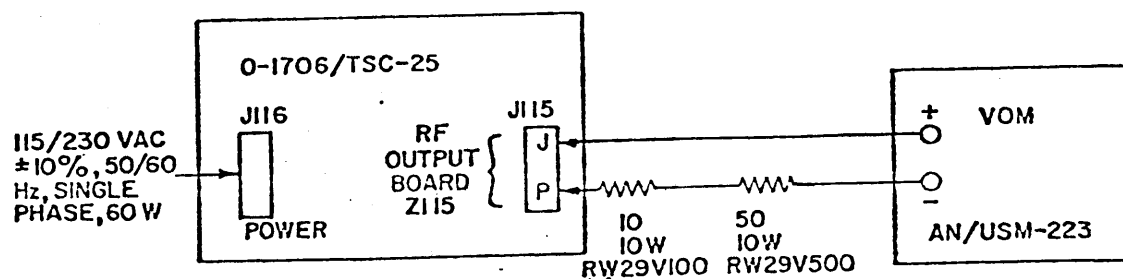 O-1706/TSC-25
J116
POWER
115/230 VAC
±10%, 50/60
Hz, SINGLE
PHASE, 60 W
J115
RF
OUTPUT
BOARD
Z115
J
P
10
10W
RW29V100
50
10W
RW29V500
+
VOM
-
AN/USM-223